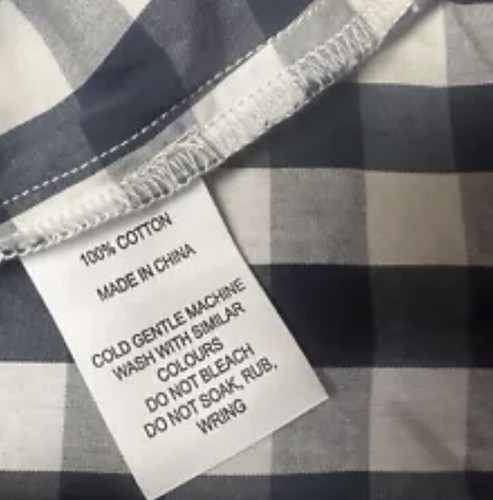 100% COTTON
MADE IN CHINA
COLD GENTLE MACHINE
WASH WITH SIMILAR
COLOURS
DO NOT BLEACH
DO NOT SOAK, RUB,
WRING